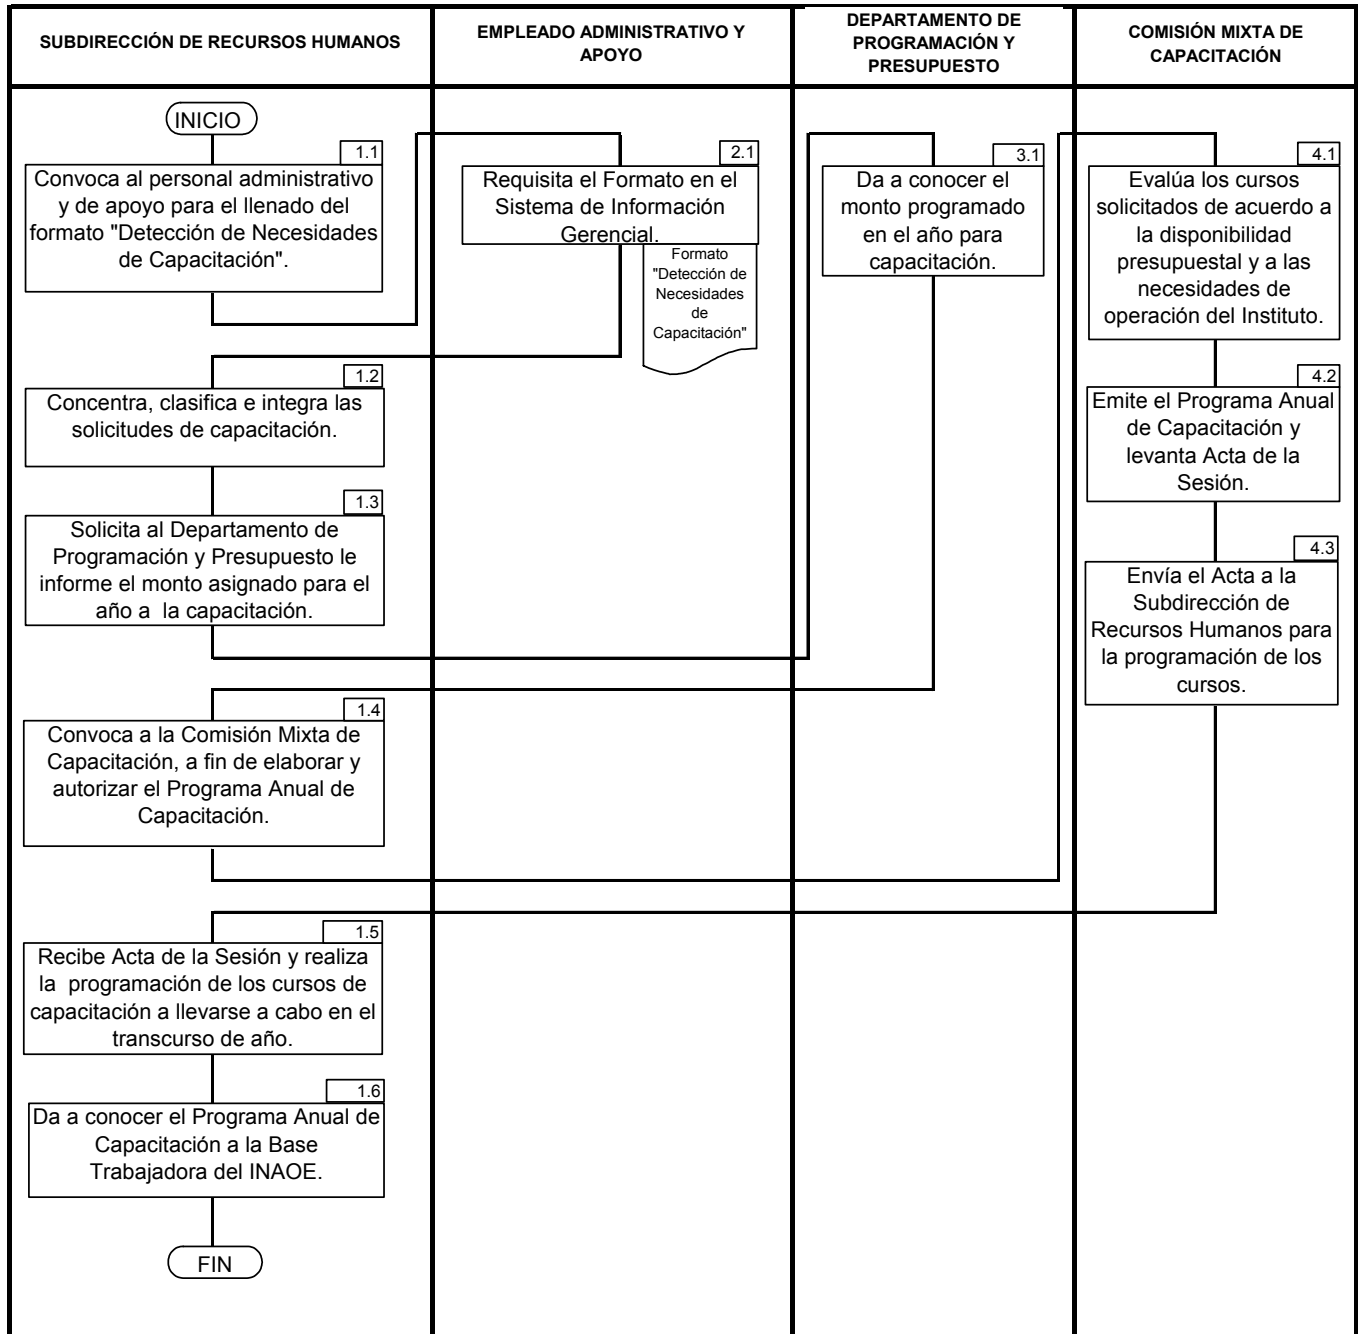 SUBDIRECCIÓN DE RECURSOS HUMANOS
EMPLEADO ADMINISTRATIVO Y
APOYO
DEPARTAMENTO DE
PROGRAMACIÓN Y
PRESUPUESTO
COMISIÓN MIXTA DE
CAPACITACIÓN
INICIO
1.1
Convoca al personal administrativo
y de apoyo para el llenado del
formato "Detección de Necesidades
de Capacitación".
2.1
Requisita el Formato en el
Sistema de Información
Gerencial.
Formato
"Detección de
Necesidades
de
Capacitación"
1.2
Concentra, clasifica e integra las
solicitudes de capacitación.
1.3
Solicita al Departamento de
Programación y Presupuesto le
informe el monto asignado para el
año a  la capacitación.
3.1
Da a conocer el
monto programado
en el año para
capacitación.
1.4
Convoca a la Comisión Mixta de
Capacitación, a fin de elaborar y
autorizar el Programa Anual de
Capacitación.
4.1
Evalúa los cursos
solicitados de acuerdo a
la disponibilidad
presupuestal y a las
necesidades de
operación del Instituto.
4.2
Emite el Programa Anual
de Capacitación y
levanta Acta de la
Sesión.
4.3
Envía el Acta a la
Subdirección de
Recursos Humanos para
la programación de los
cursos.
1.5
Recibe Acta de la Sesión y realiza
la  programación de los cursos de
capacitación a llevarse a cabo en el
transcurso de año.
1.6
Da a conocer el Programa Anual de
Capacitación a la Base
Trabajadora del INAOE.
FIN